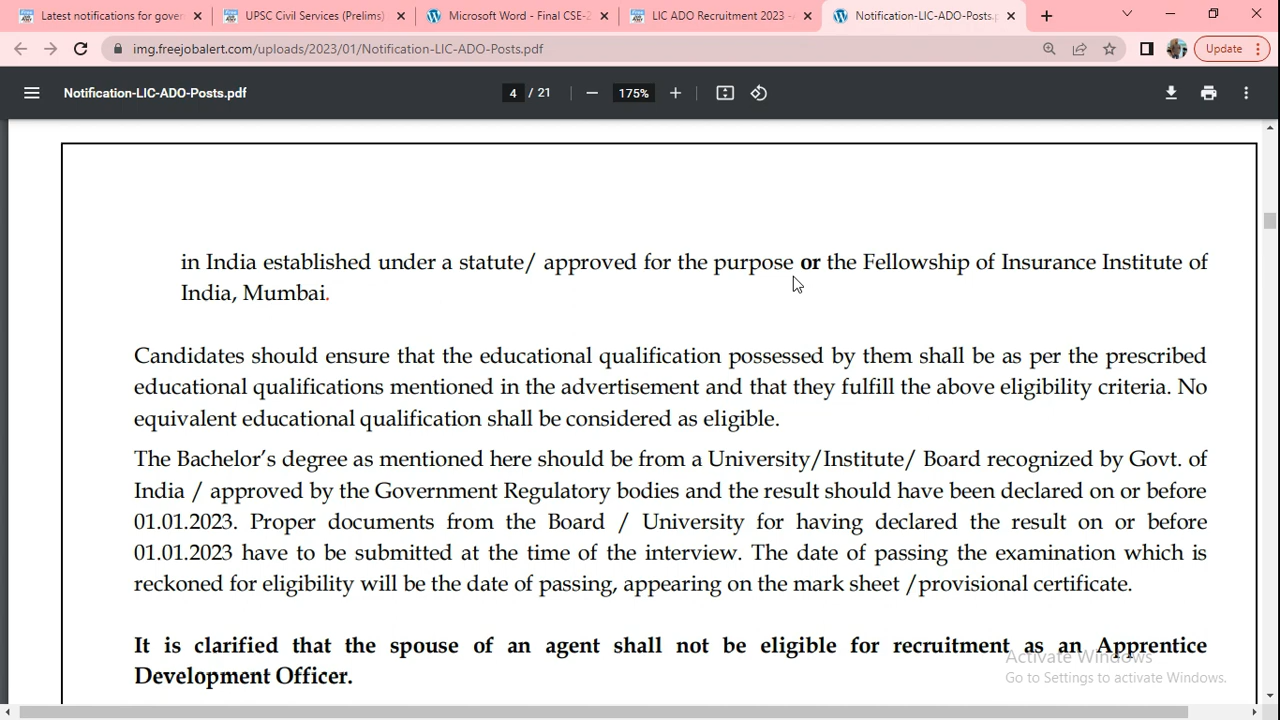 Latest notifications for gover
UPSC Civil Services (Prelims)
Microsoft Word - Final CSE-2
LIC ADO Recruitment 2023 -
Notification-LIC-ADO-Posts.p
img.freejobalert.com/uploads/2023/01/Notification-LIC-ADO-Posts.pdf
Update
Notification-LIC-ADO-Posts.pdf
4 / 21
175%
in India established under a statute/ approved for the purpose or the Fellowship of Insurance Institute of
India, Mumbai.
Candidates should ensure that the educational qualification possessed by them shall be as per the prescribed
educational qualifications mentioned in the advertisement and that they fulfill the above eligibility criteria. No
equivalent educational qualification shall be considered as eligible.
The Bachelor's degree as mentioned here should be from a University/Institute/ Board recognized by Govt. of
India / approved by the Government Regulatory bodies and the result should have been declared on or before
01.01.2023. Proper documents from the Board / University for having declared the result on or before
01.01.2023 have to be submitted at the time of the interview. The date of passing the examination which is
reckoned for eligibility will be the date of passing, appearing on the mark sheet /provisional certificate.
It is clarified that the spouse of an agent shall not be eligible for recruitment as an Apprentice
Development Officer.
Activate Windows
Go to Settings to activate Windows.